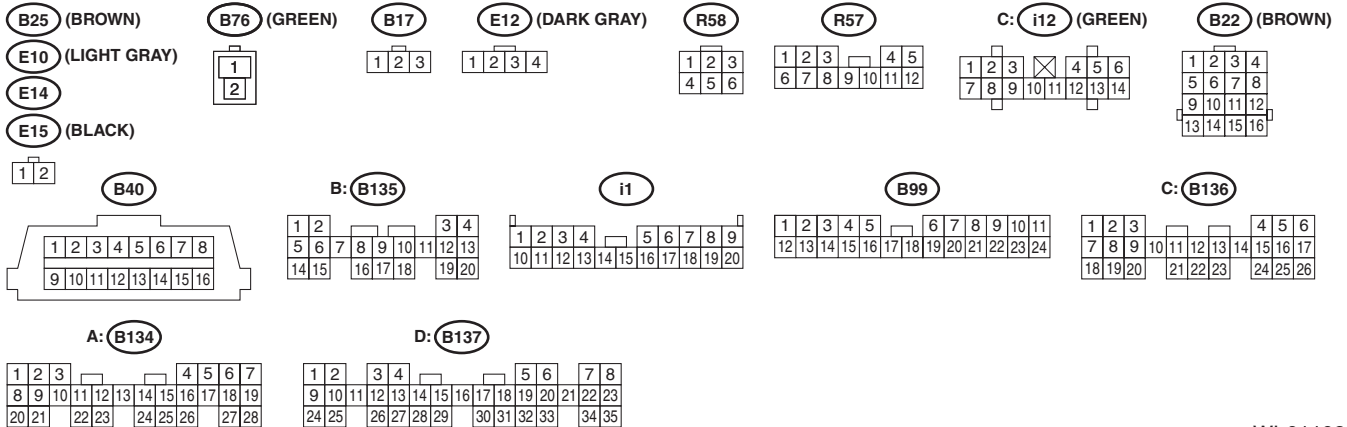 B25 (BROWN) B76 (GREEN) B17 E12 (DARK GRAY) R58 R57 C: i12 (GREEN) B22 (BROWN)
E10 (LIGHT GRAY)
E14
E15 (BLACK)
1 2
1
2
1 2 3
1 2 3 4
1 2 3
4 5 6
1 2 3 4 5
6 7 8 9 10 11 12
1 2 3 4 5 6
7 8 9 10 11 12 13 14
1 2 3 4
5 6 7 8
9 10 11 12
13 14 15 16
B40
1 2 3 4 5 6 7 8
9 10 11 12 13 14 15 16
B: B135
1 2 3 4
5 6 7 8 9 10 11 12 13
14 15 16 17 18 19 20
i1
1 2 3 4 5 6 7 8 9
10 11 12 13 14 15 16 17 18 19 20
B99
1 2 3 4 5 6 7 8 9 10 11
12 13 14 15 16 17 18 19 20 21 22 23 24
C: B136
1 2 3 4 5 6
7 8 9 10 11 12 13 14 15 16 17
18 19 20 21 22 23 24 25 26
A: B134
1 2 3 4 5 6 7
8 9 10 11 12 13 14 15 16 17 18 19
20 21 22 23 24 25 26 27 28
D: B137
1 2 3 4 5 6 7 8
9 10 11 12 13 14 15 16 17 18 19 20 21 22 23
24 25 26 27 28 29 30 31 32 33 34 35